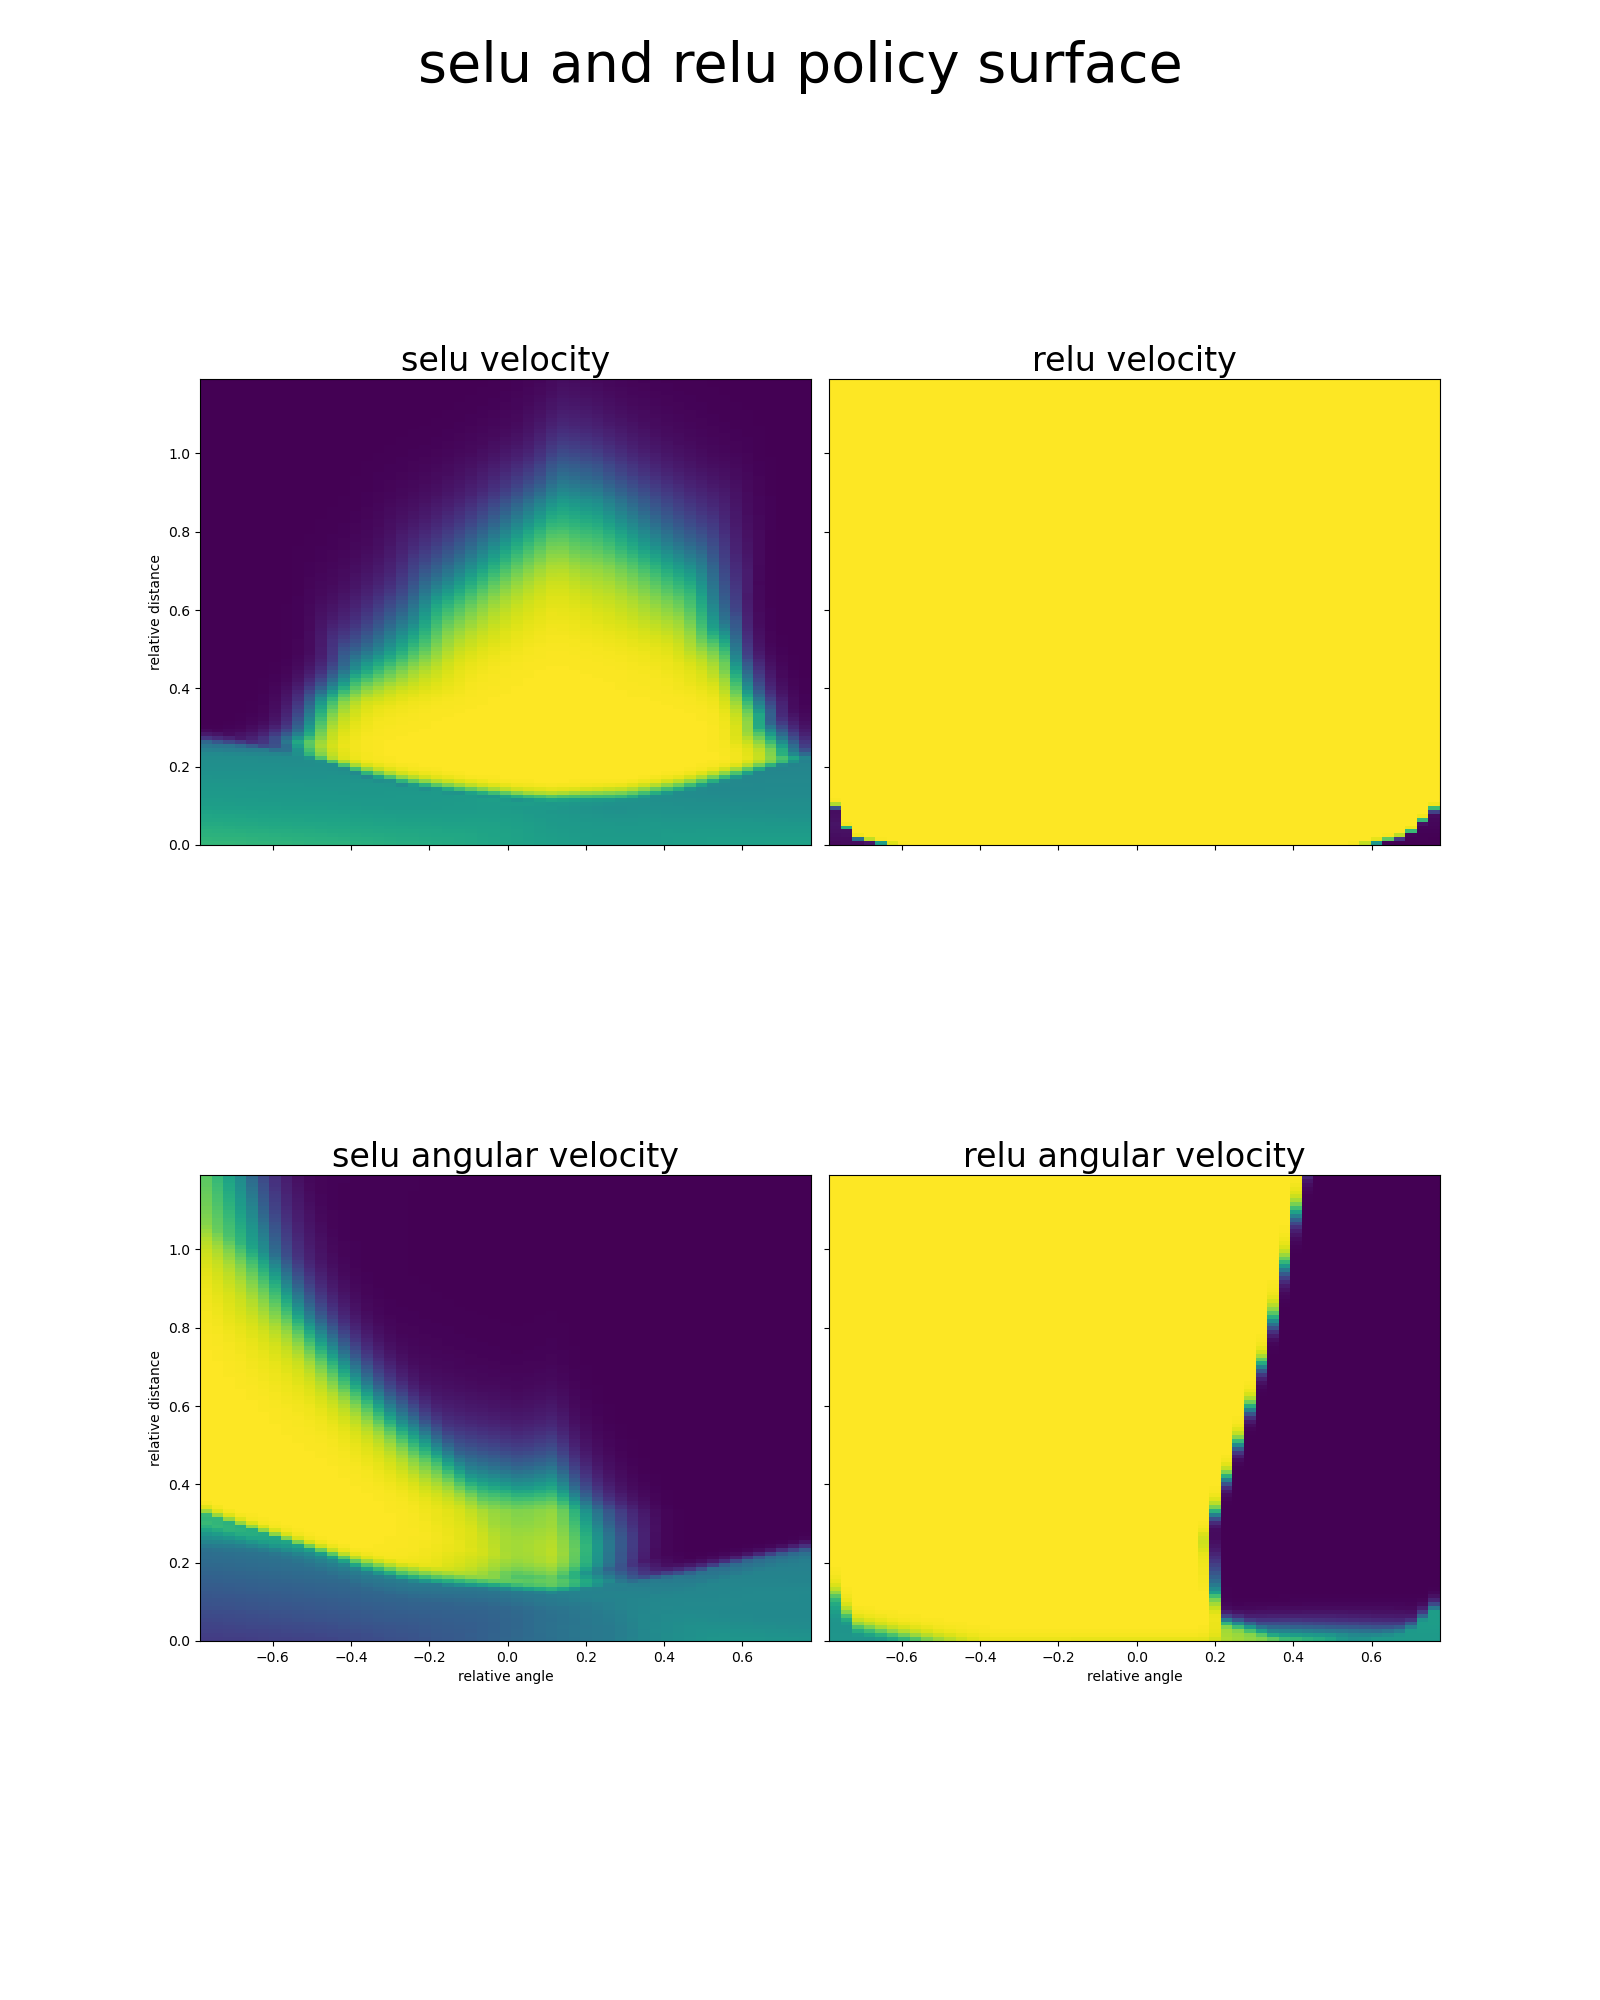 selu and relu policy surface
selu velocity
relu velocity
1.0
0.8
0.6
0.4
0.2
0.0
relative distance
selu angular velocity
relu angular velocity
1.0
0.8
0.6
0.4
0.2
0.0
relative distance
−0.6 −0.4 −0.2 0.0 0.2 0.4 0.6
relative angle
−0.6 −0.4 −0.2 0.0 0.2 0.4 0.6
relative angle